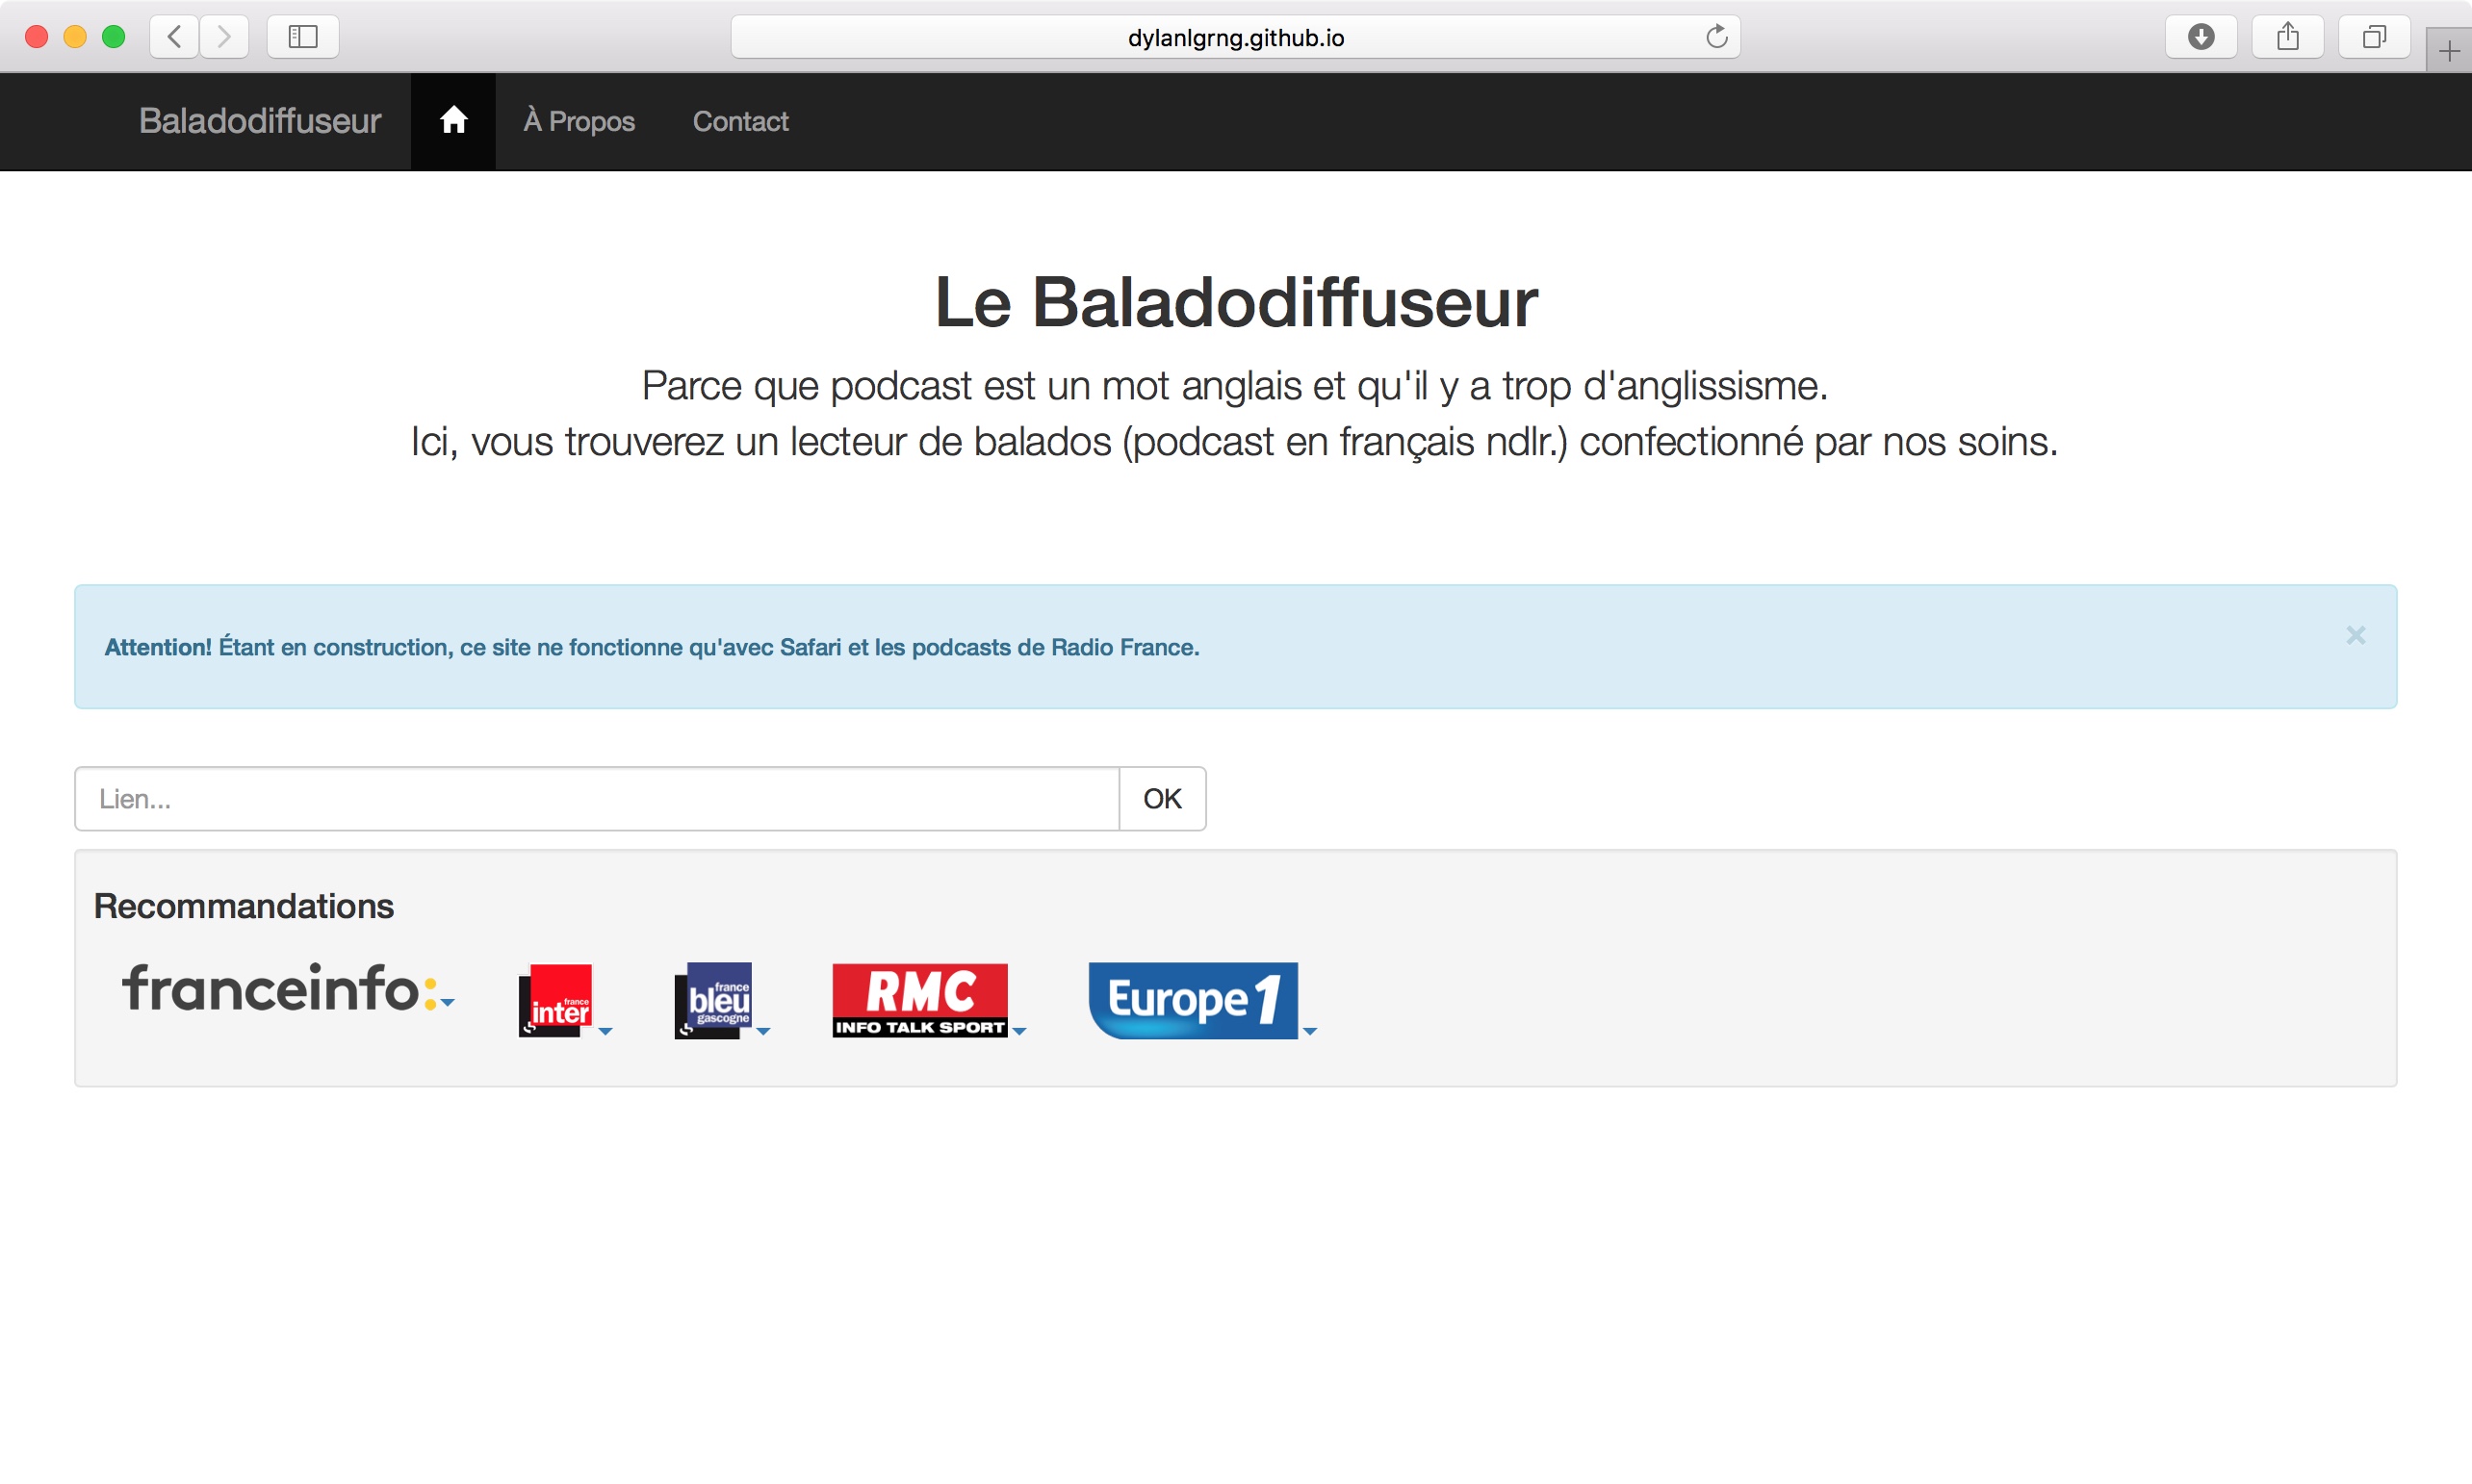 dylanlgrng.github.io
Baladodiffuseur
À Propos
Contact
Le Baladodiffuseur
Parce que podcast est un mot anglais et qu'il y a trop d'anglissisme.
Ici, vous trouverez un lecteur de balados (podcast en français ndlr.) confectionné par nos soins.
Attention! Étant en construction, ce site ne fonctionne qu'avec Safari et les podcasts de Radio France.
×
Lien...
OK
Recommandations
franceinfo:
france
inter
france
bleu
gascogne
RMC
INFO TALK SPORT
Europe 1